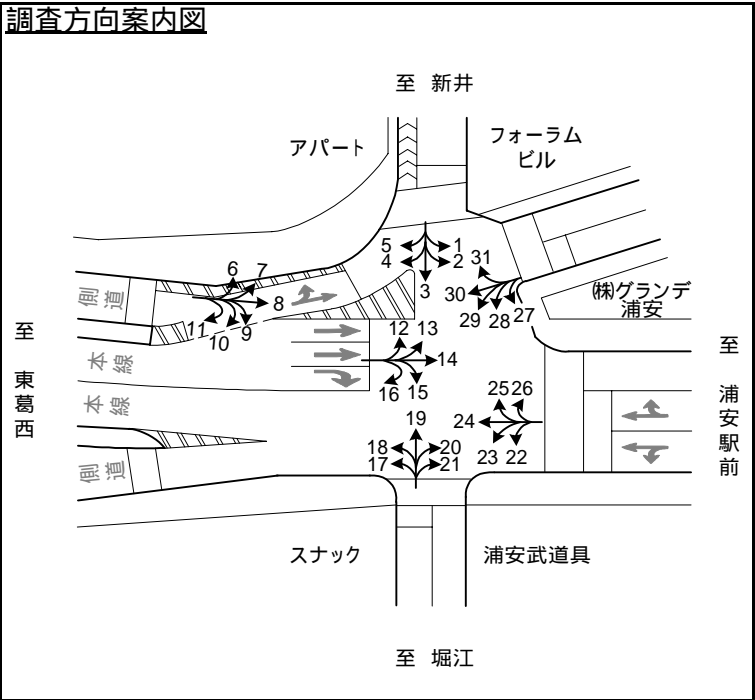 調査方向案内図
至 新井
アパート
フォーラム
ビル
5
1
4
2
31
3
30
29
28
27
6
7
8
11
10
9
側道
㈱グランデ
浦安
12
13
14
16
15
至 東葛西
本線
本線
至 浦安駅前
25
26
24
23
22
19
18
20
17
21
側道
スナック
浦安武道具
至 堀江